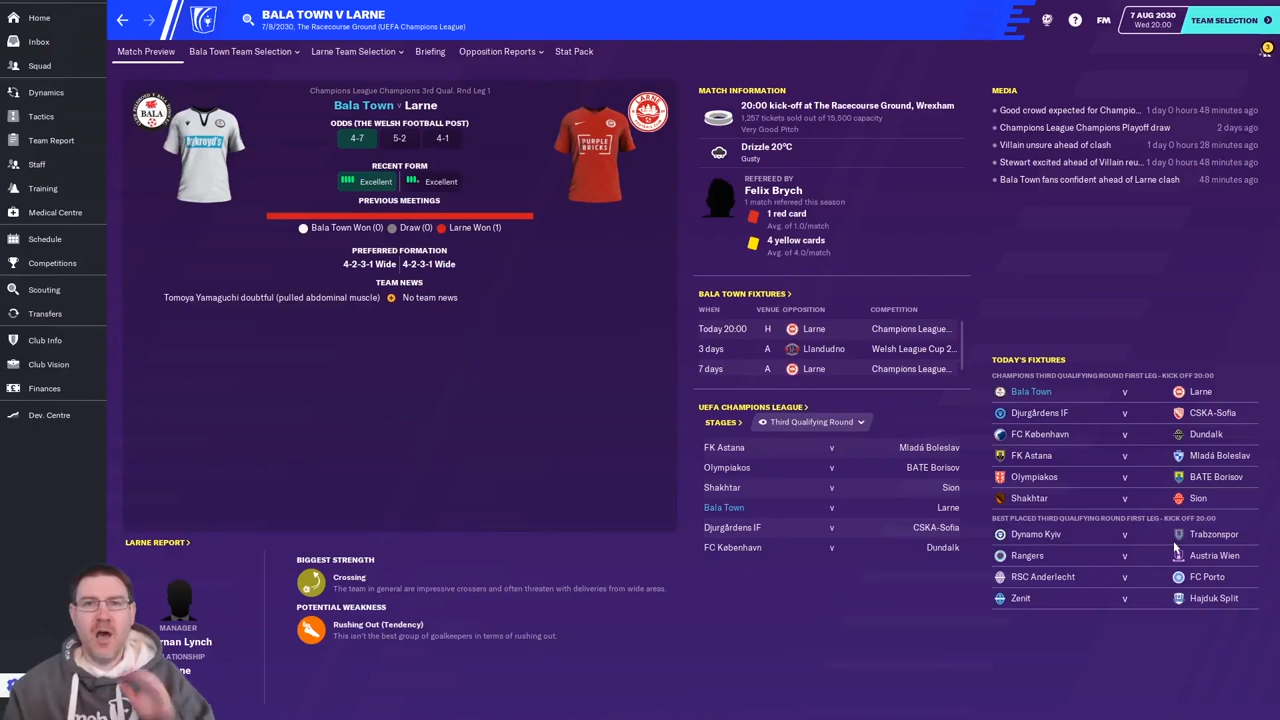 Home
Inbox
Squad
Dynamics
Tactics
Team Report
Staff
Training
Medical Centre
Schedule
Competitions
Scouting
Transfers
Club Info
Club Vision
Finances
Dev. Centre
BALA TOWN V LARNE
7/8/2030, The Racecourse Ground (UEFA Champions League)
FM
7 AUG 2030
Wed 20:00
TEAM SELECTION
3
Match Preview
Bala Town Team Selection
Larne Team Selection
Briefing
Opposition Reports
Stat Pack
Champions League Champions 3rd Qual. Rnd Leg 1
Bala Town v Larne
ODDS (THE WELSH FOOTBALL POST)
4-7 5-2 4-1
RECENT FORM
Excellent Excellent
PREVIOUS MEETINGS
Bala Town Won (0) Draw (0) Larne Won (1)
PREFERRED FORMATION
4-2-3-1 Wide 4-2-3-1 Wide
TEAM NEWS
Tomoya Yamaguchi doubtful (pulled abdominal muscle) No team news
BALA
LARNE
PURPLE
BRICKS
LARNE REPORT
MANAGER
rnan Lynch
LATIONSHIP
ne
BIGGEST STRENGTH
Crossing
The team in general are impressive crossers and often threaten with deliveries from wide areas.
POTENTIAL WEAKNESS
Rushing Out (Tendency)
This isn't the best group of goalkeepers in terms of rushing out.
MATCH INFORMATION
20:00 kick-off at The Racecourse Ground, Wrexham
1,257 tickets sold out of 15,500 capacity
Very Good Pitch
Drizzle 20°C
Gusty
REFEREED BY
Felix Brych
1 match refereed this season
1 red card
Avg. of 1.0/match
4 yellow cards
Avg. of 4.0/match
BALA TOWN FIXTURES
WHEN VENUE OPPOSITION COMPETITION
Today 20:00 H Larne Champions League...
3 days A Llandudno Welsh League Cup 2...
7 days A Larne Champions League...
UEFA CHAMPIONS LEAGUE
STAGES Third Qualifying Round
FK Astana v Mladá Boleslav
Olympiakos v BATE Borisov
Shakhtar v Sion
Bala Town v Larne
Djurgårdens IF v CSKA-Sofia
FC København v Dundalk
MEDIA
Good crowd expected for Champio... 1 day 0 hours 48 minutes ago
Champions League Champions Playoff draw 2 days ago
Villain unsure ahead of clash 1 day 0 hours 28 minutes ago
Stewart excited ahead of Villain reu... 1 day 0 hours 48 minutes ago
Bala Town fans confident ahead of Larne clash 48 minutes ago
TODAY'S FIXTURES
CHAMPIONS THIRD QUALIFYING ROUND FIRST LEG - KICK OFF 20:00
Bala Town v Larne
Djurgårdens IF v CSKA-Sofia
FC København v Dundalk
FK Astana v Mladá Boleslav
Olympiakos v BATE Borisov
Shakhtar v Sion
BEST PLACED THIRD QUALIFYING ROUND FIRST LEG - KICK OFF 20:00
Dynamo Kyiv v Trabzonspor
Rangers v Austria Wien
RSC Anderlecht v FC Porto
Zenit v Hajduk Split